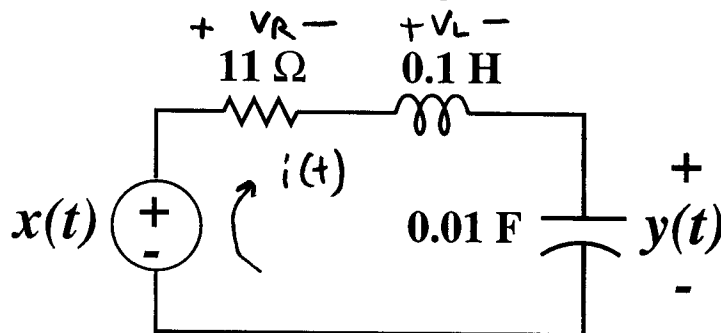 + VR − + VL −
11 Ω 0.1 H
i(t)
+
x(t) + 0.01 F y(t)
- -